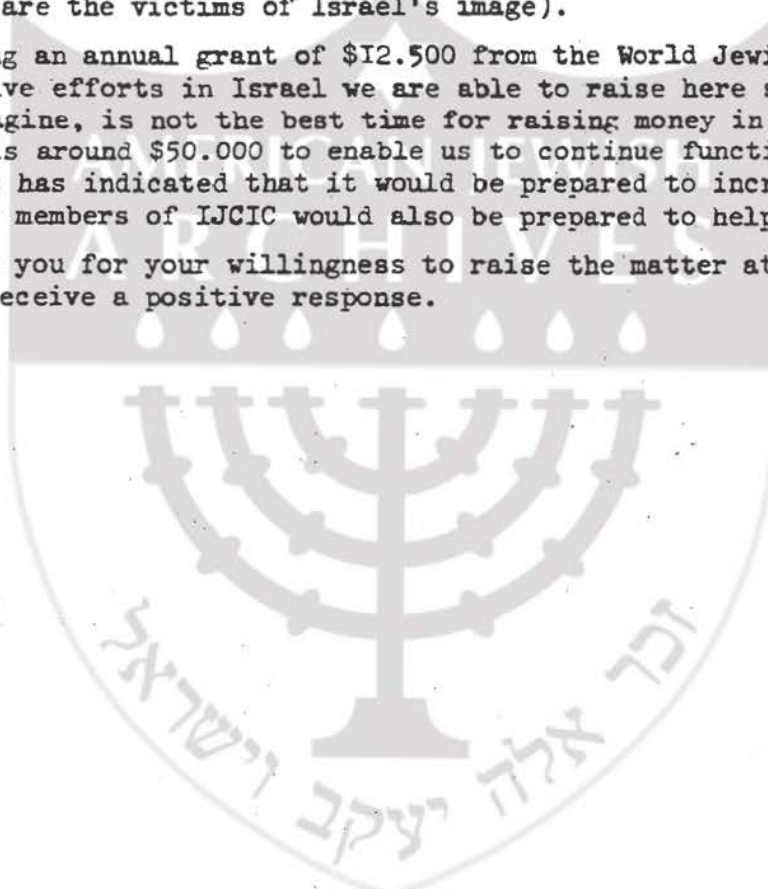 are the victims of Israel's image).
g an annual grant of $I2.500 from the World Jewi
ve efforts in Israel we are able to raise here s
gine, is not the best time for raising money in
s around $50.000 to enable us to continue functi
has indicated that it would be prepared to incr
members of IJCIC would also be prepared to help
you for your willingness to raise the matter at
eceive a positive response.
AMERICAN JEWISH
ARCHIVES
זכר אלה יעקב וישראל